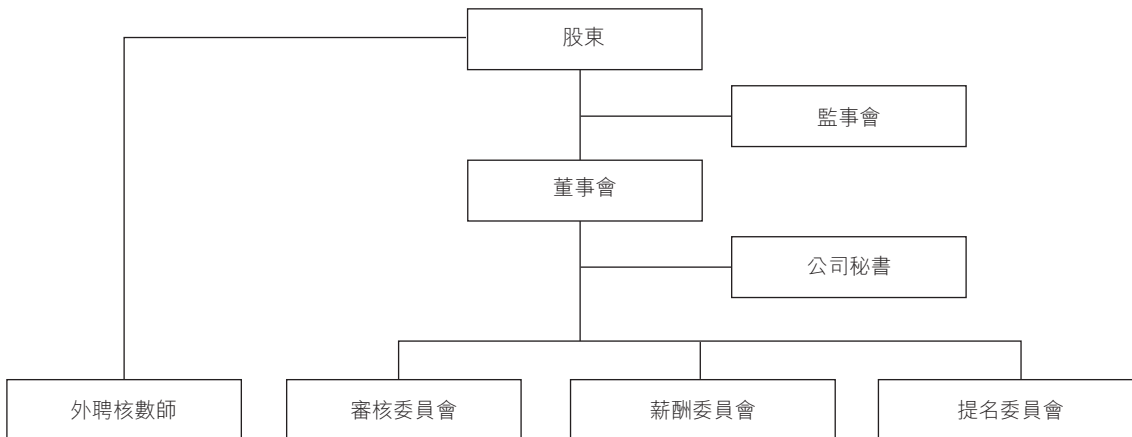 股東
監事會
董事會
公司秘書
外聘核數師
審核委員會
薪酬委員會
提名委員會